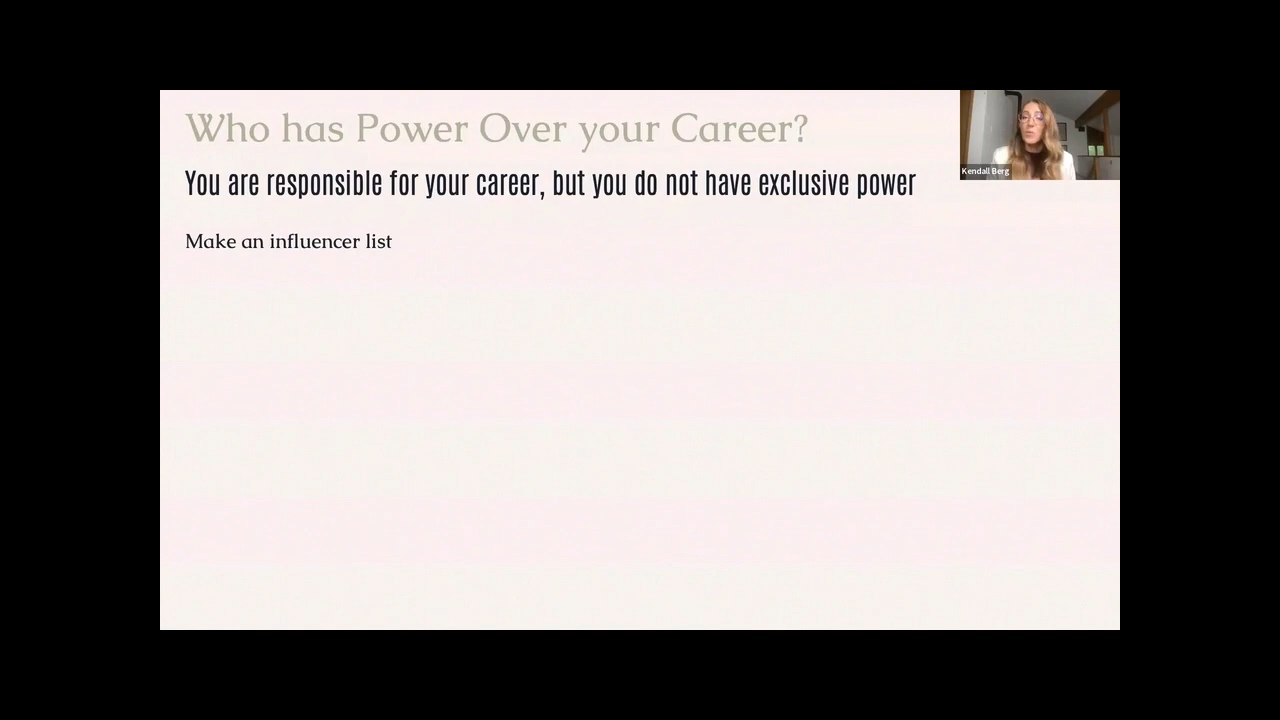 Who has Power Over your Career?
You are responsible for your career, but you do not have exclusive power
Make an influencer list
Kendall Berg